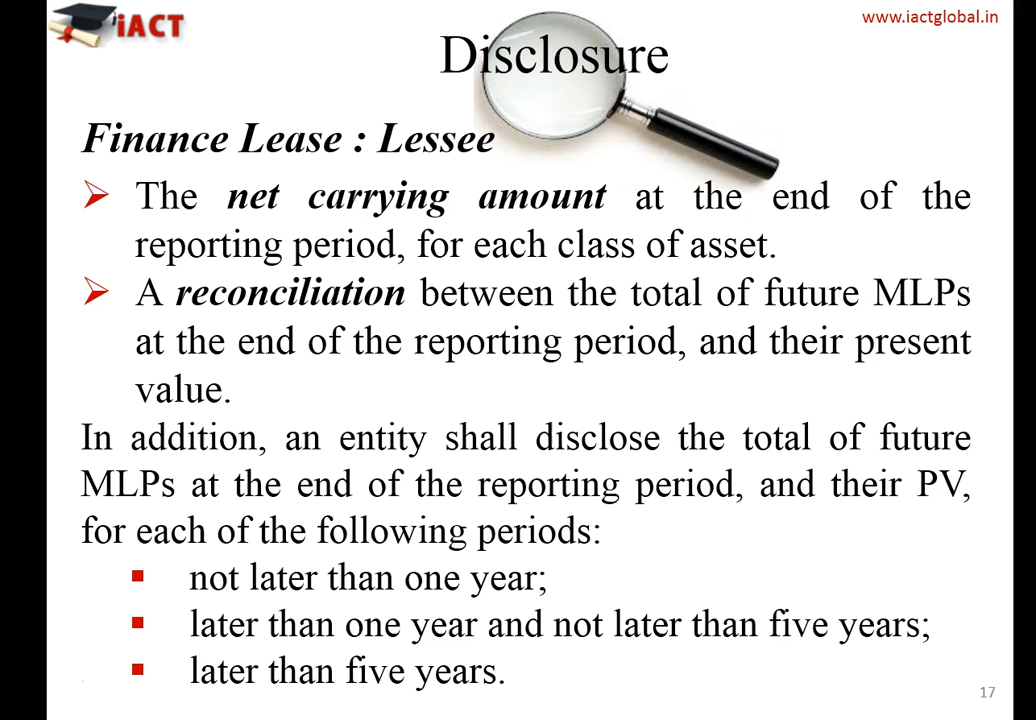 iACT
www.iactglobal.in
Disclosure
Finance Lease : Lessee
➢ The net carrying amount at the end of the
reporting period, for each class of asset.
➢ A reconciliation between the total of future MLPs
at the end of the reporting period, and their present
value.
In addition, an entity shall disclose the total of future
MLPs at the end of the reporting period, and their PV,
for each of the following periods:
▪ not later than one year;
▪ later than one year and not later than five years;
▪ later than five years.
17